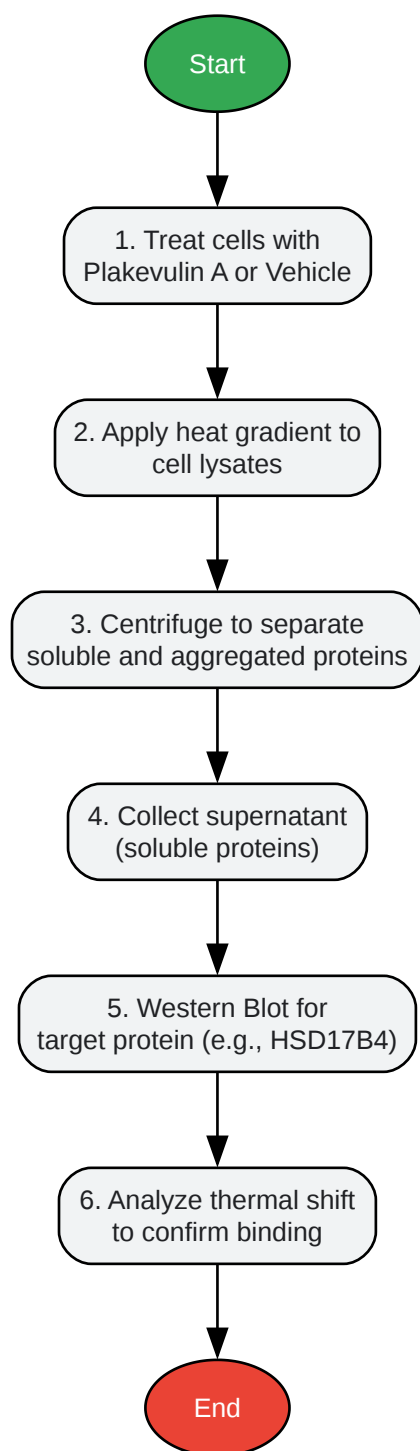 Start
1. Treat cells with
Plakevulin A or Vehicle
2. Apply heat gradient to
cell lysates
3. Centrifuge to separate
soluble and aggregated proteins
4. Collect supernatant
(soluble proteins)
5. Western Blot for
target protein (e.g., HSD17B4)
6. Analyze thermal shift
to confirm binding
End